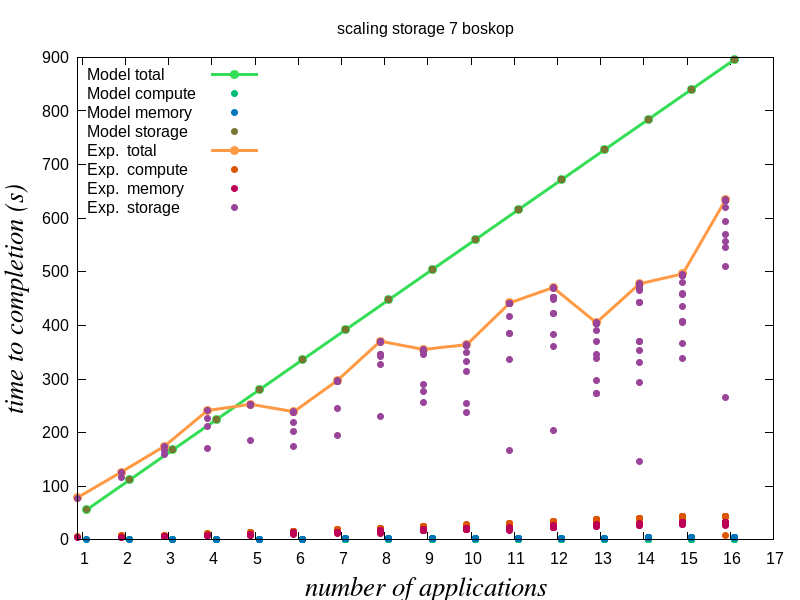 scaling storage 7 boskop
900
800
700
600
500
400
300
200
100
0
time to completion (s)
Model total
Model compute
Model memory
Model storage
Exp. total
Exp. compute
Exp. memory
Exp. storage
1 2 3 4 5 6 7 8 9 10 11 12 13 14 15 16 17
number of applications